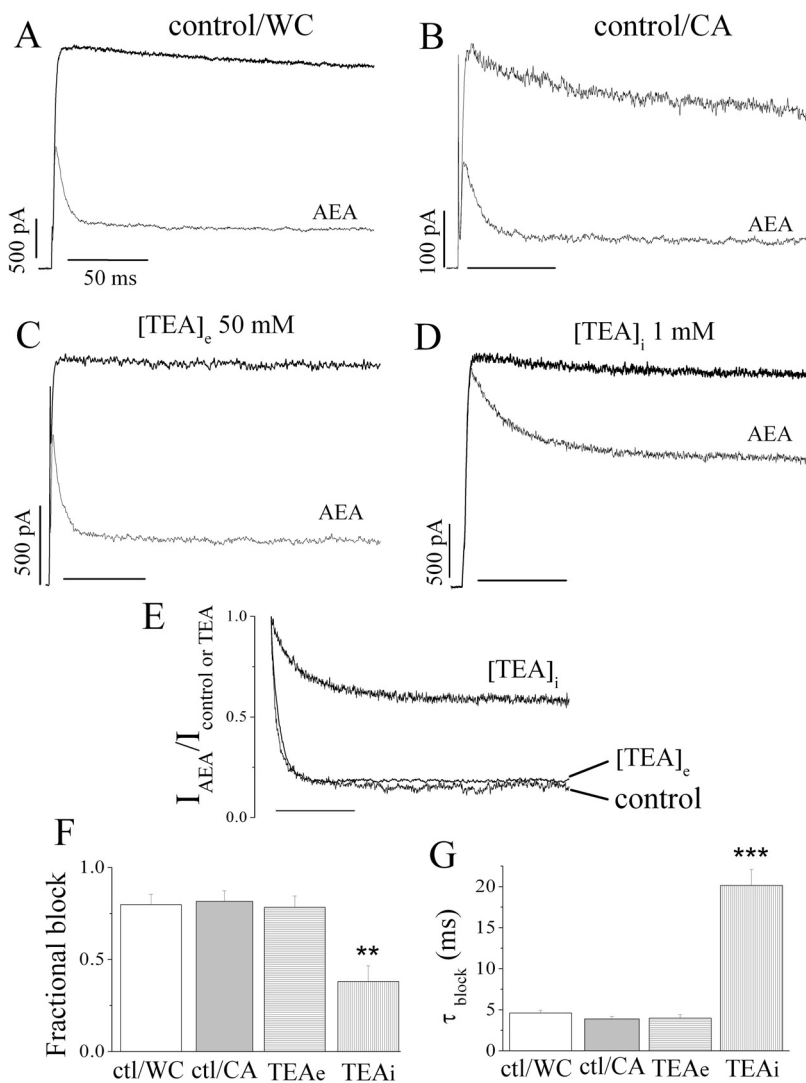 A control/WC
500 pA
AEA
50 ms
B control/CA
100 pA
AEA
C [TEA]e 50 mM
500 pA
AEA
D [TEA]i 1 mM
500 pA
AEA
E
I AEA/I control or TEA
1.0
0.5
0.0
[TEA]i
[TEA]e
control
F
Fractional block
1.0
0.5
0.0
**
ctl/WC ctl/CA TEAe TEAi
G
τ block (ms)
20
15
10
5
0
***
ctl/WC ctl/CA TEAe TEAi